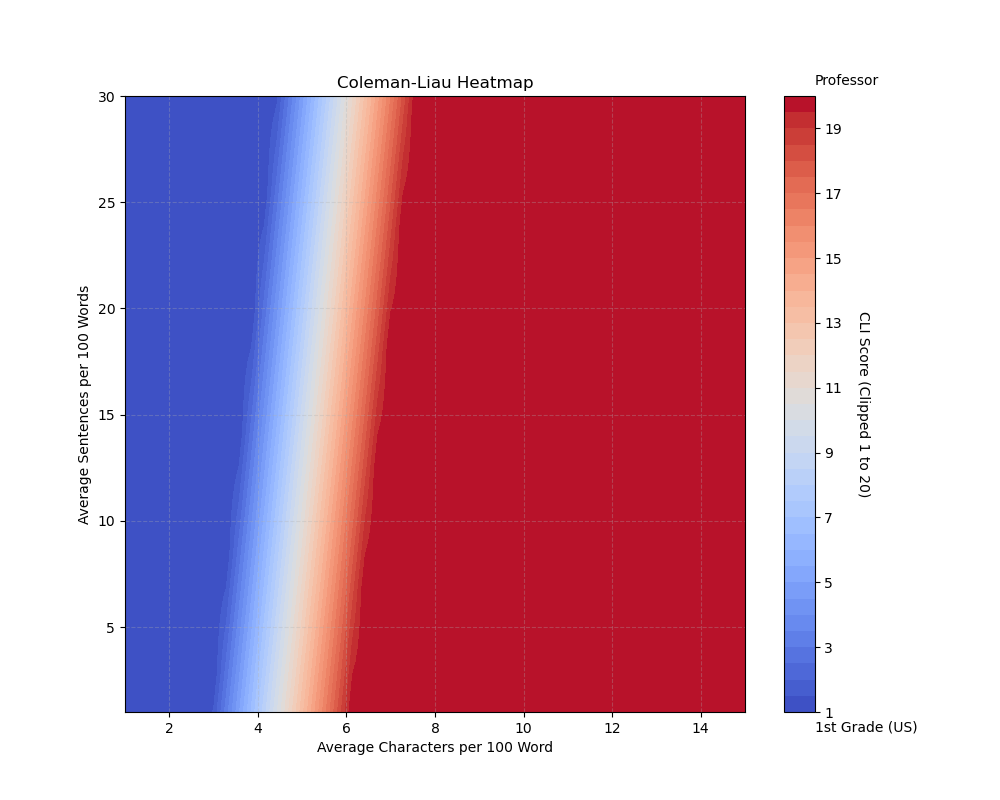 Coleman-Liau Heatmap
Professor
30
25
20
15
10
5
Average Sentences per 100 Words
2 4 6 8 10 12 14
Average Characters per 100 Word
19
17
15
13
11
9
7
5
3
1
1st Grade (US)
CLI Score (Clipped 1 to 20)